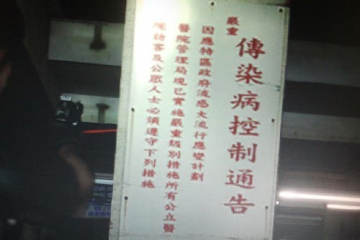 嚴重
傳染病控制通告
因應特區政府流感大流行應變計劃
醫院管理局現已實施嚴重級別措施所有公立醫
院訪客及公眾人士必須遵守下列措施